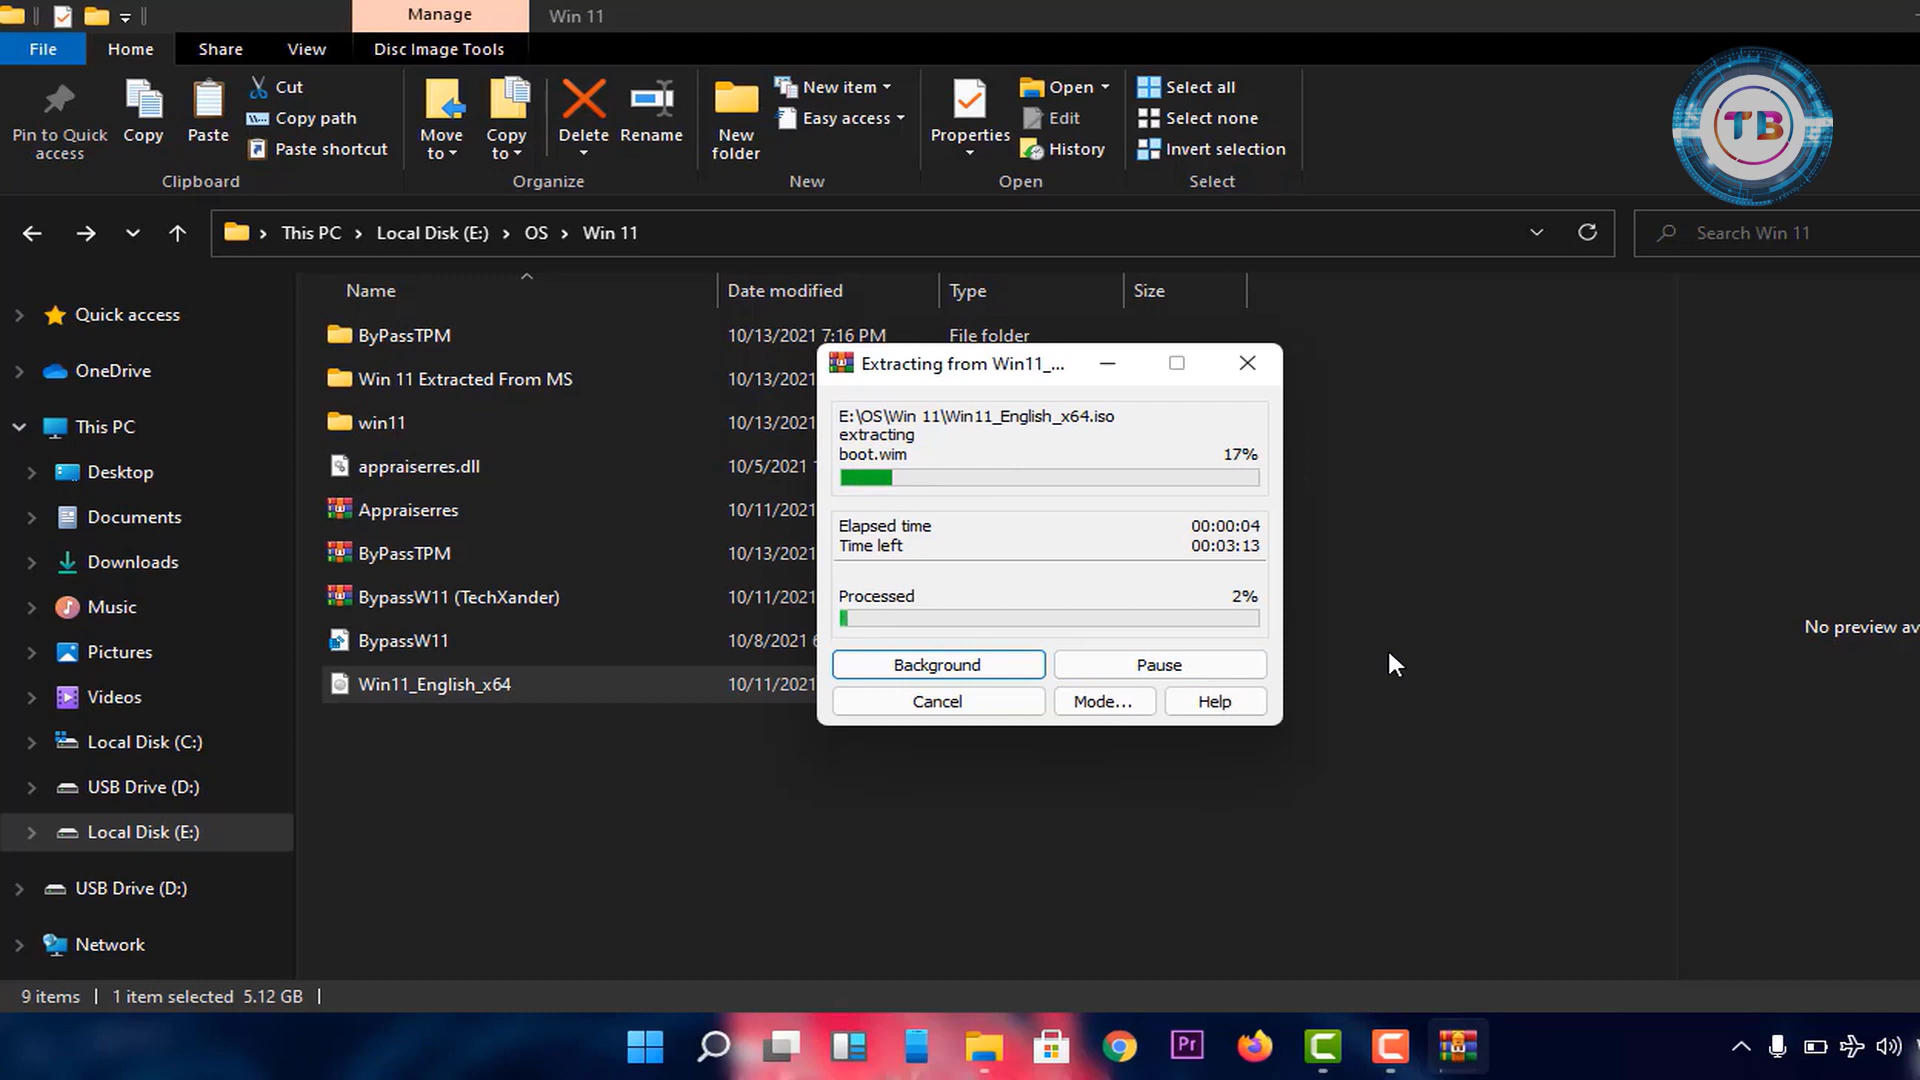 Manage
Win 11
File
Home
Share
View
Disc Image Tools
Pin to Quick
access
Copy
Paste
Cut
Copy path
Paste shortcut
Clipboard
Move
to
Copy
to
Delete
Rename
Organize
New
folder
New item
Easy access
New
Properties
Open
Edit
History
Open
Select all
Select none
Invert selection
Select
TB
This PC
Local Disk (E:)
OS
Win 11
Search Win 11
Name
Date modified
Type
Size
Quick access
OneDrive
This PC
Desktop
Documents
Downloads
Music
Pictures
Videos
Local Disk (C:)
USB Drive (D:)
Local Disk (E:)
USB Drive (D:)
Network
ByPassTPM 10/13/2021 7:16 PM File folder
Win 11 Extracted From MS 10/13/2021
win11 10/13/2021
appraiserres.dll 10/5/2021
Appraiserres 10/11/2021
ByPassTPM 10/13/2021
BypassW11 (TechXander) 10/11/2021
BypassW11 10/8/2021
Win11_English_x64 10/11/2021
Extracting from Win11_...
E:\OS\Win 11\Win11_English_x64.iso
extracting
boot.wim 17%
Elapsed time 00:00:04
Time left 00:03:13
Processed 2%
Background
Pause
Cancel
Mode...
Help
No preview av
9 items
1 item selected 5.12 GB
Pr